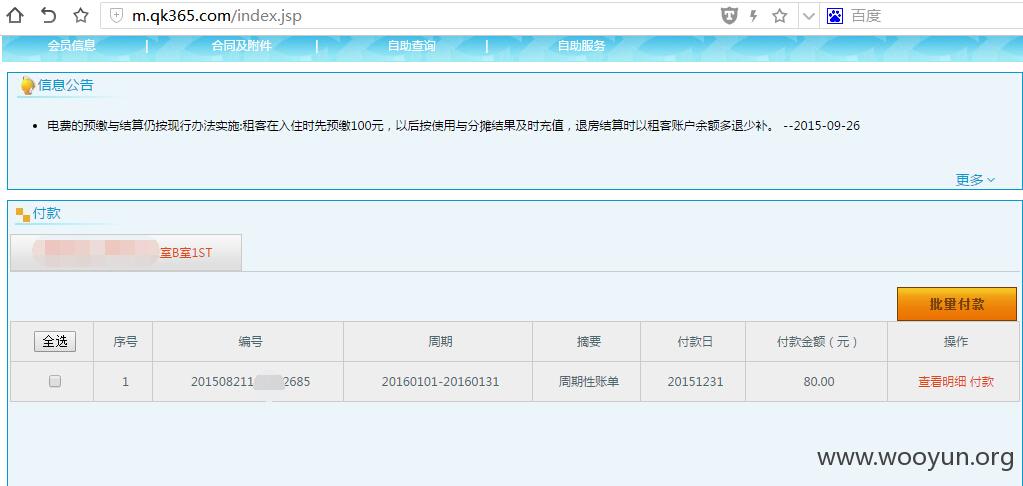 m.qk365.com/index.jsp
百度
会员信息 | 合同及附件 | 自助查询 | 自助服务
信息公告
• 电费的预缴与结算仍按现行办法实施:租客在入住时先预缴100元，以后按使用与分摊结果及时充值，退房结算时以租客账户余额多退少补。 --2015-09-26
更多
付款
室B室1ST
批量付款
全选 序号 编号 周期 摘要 付款日 付款金额（元） 操作
1 201508211 2685 20160101-20160131 周期性账单 20151231 80.00 查看明细 付款
www.wooyun.org